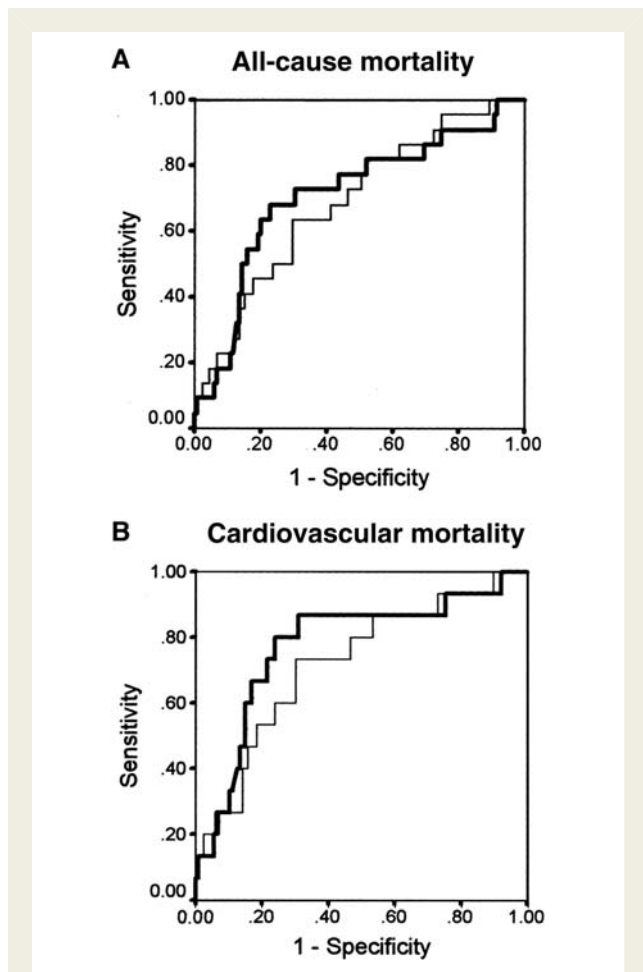 A All-cause mortality
1.00
.80
.60
.40
.20
0.00
Sensitivity
0.00 .20 .40 .60 .80 1.00
1 - Specificity
B Cardiovascular mortality
1.00
.80
.60
.40
.20
0.00
Sensitivity
0.00 .20 .40 .60 .80 1.00
1 - Specificity